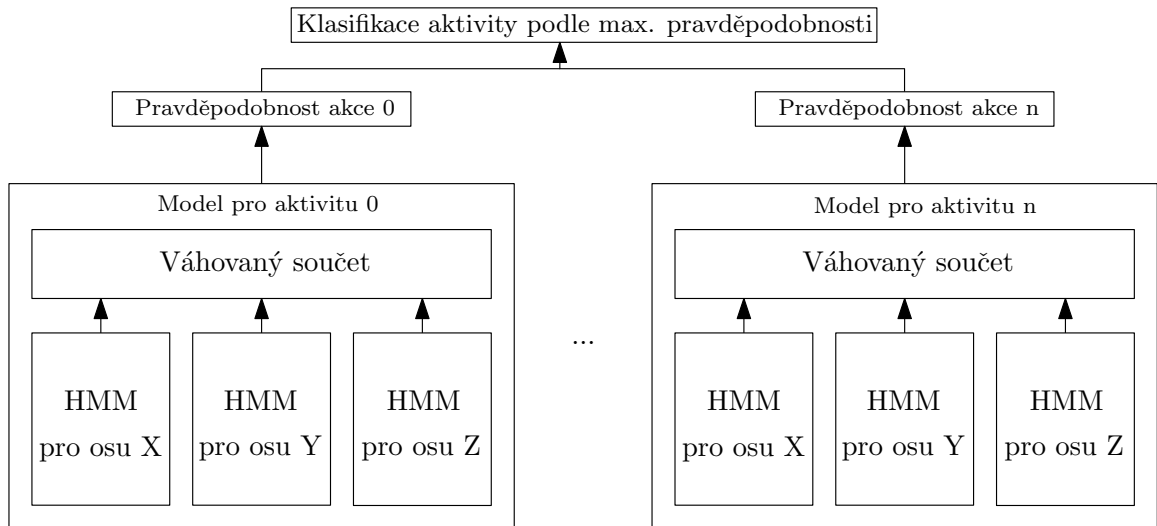 Klasifikace aktivity podle max. pravděpodobnosti
Pravděpodobnost akce 0
Pravděpodobnost akce n
Model pro aktivitu 0
Model pro aktivitu n
Váhovaný součet
Váhovaný součet
...
HMM
pro osu X
HMM
pro osu Y
HMM
pro osu Z
HMM
pro osu X
HMM
pro osu Y
HMM
pro osu Z